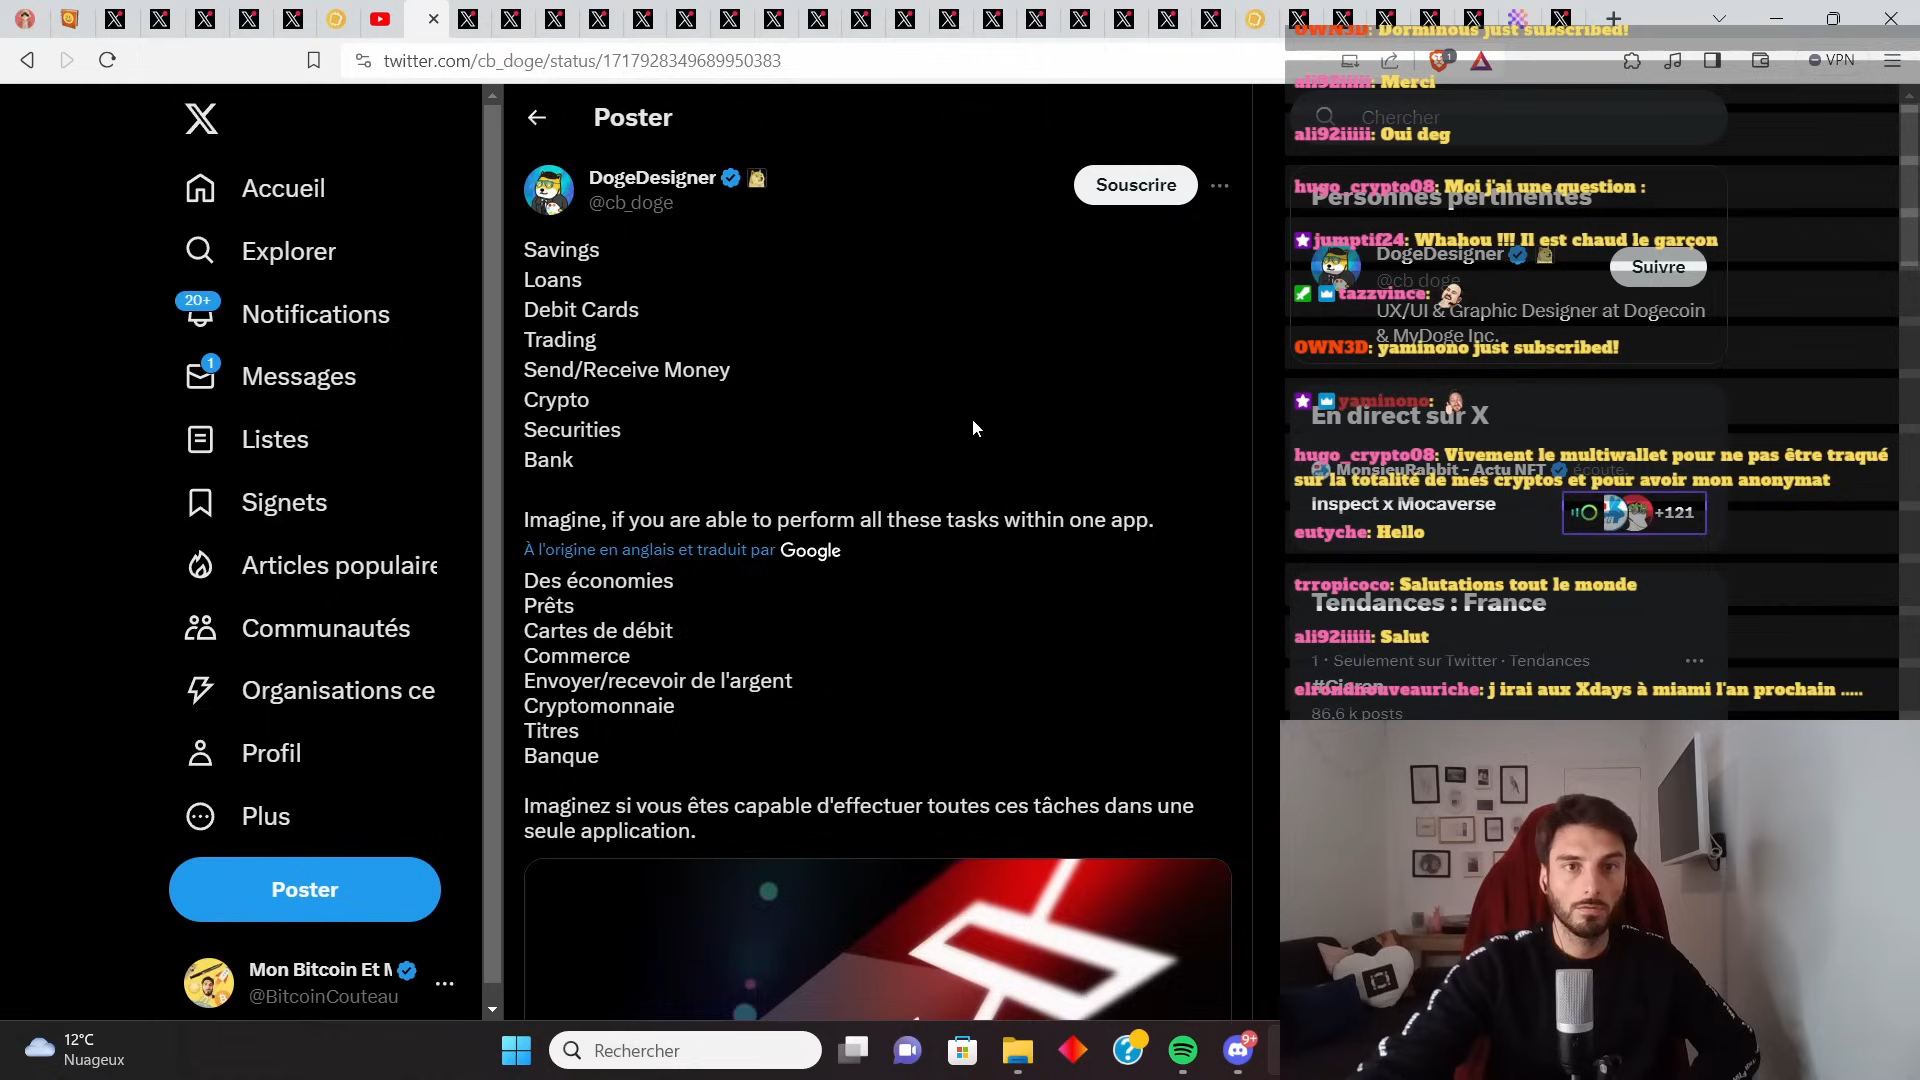 twitter.com/cb_doge/status/1717928349689950383
VPN
Accueil
Explorer
20+
Notifications
1
Messages
Listes
Signets
Articles populaire
Communautés
Organisations ce
Profil
Plus
Poster
Mon Bitcoin Et M
@BitcoinCouteau
Poster
DogeDesigner
@cb_doge
Souscrire
Savings
Loans
Debit Cards
Trading
Send/Receive Money
Crypto
Securities
Bank
Imagine, if you are able to perform all these tasks within one app.
À l'origine en anglais et traduit par Google
Des économies
Prêts
Cartes de débit
Commerce
Envoyer/recevoir de l'argent
Cryptomonnaie
Titres
Banque
Imaginez si vous êtes capable d'effectuer toutes ces tâches dans une
seule application.
OWN3D: Dorminous just subscribed!
ali92iiiii: Merci
Chercher
ali92iiiii: Oui deg
hugo_crypto08: Moi j'ai une question :
Personnes pertinentes
jumptif24: Whahou !!! Il est chaud le garçon
DogeDesigner
@cb_doge
Suivre
tazzvince:
UX/UI & Graphic Designer at Dogecoin
& MyDoge Inc.
OWN3D: yaminono just subscribed!
yaminono:
En direct sur X
hugo_crypto08: Vivement le multiwallet pour ne pas être traqué
sur la totalité de mes cryptos et pour avoir mon anonymat
MonsieurRabbit - Actu NFT écoute
Inspect x Mocaverse
+121
eutyche: Hello
trropicoco: Salutations tout le monde
Tendances : France
ali92iiiii: Salut
1 · Seulement sur Twitter · Tendances
elrondnouveauriche: j irai aux Xdays à miami l'an prochain .....
86,6 k posts
12°C
Nuageux
Rechercher
9+